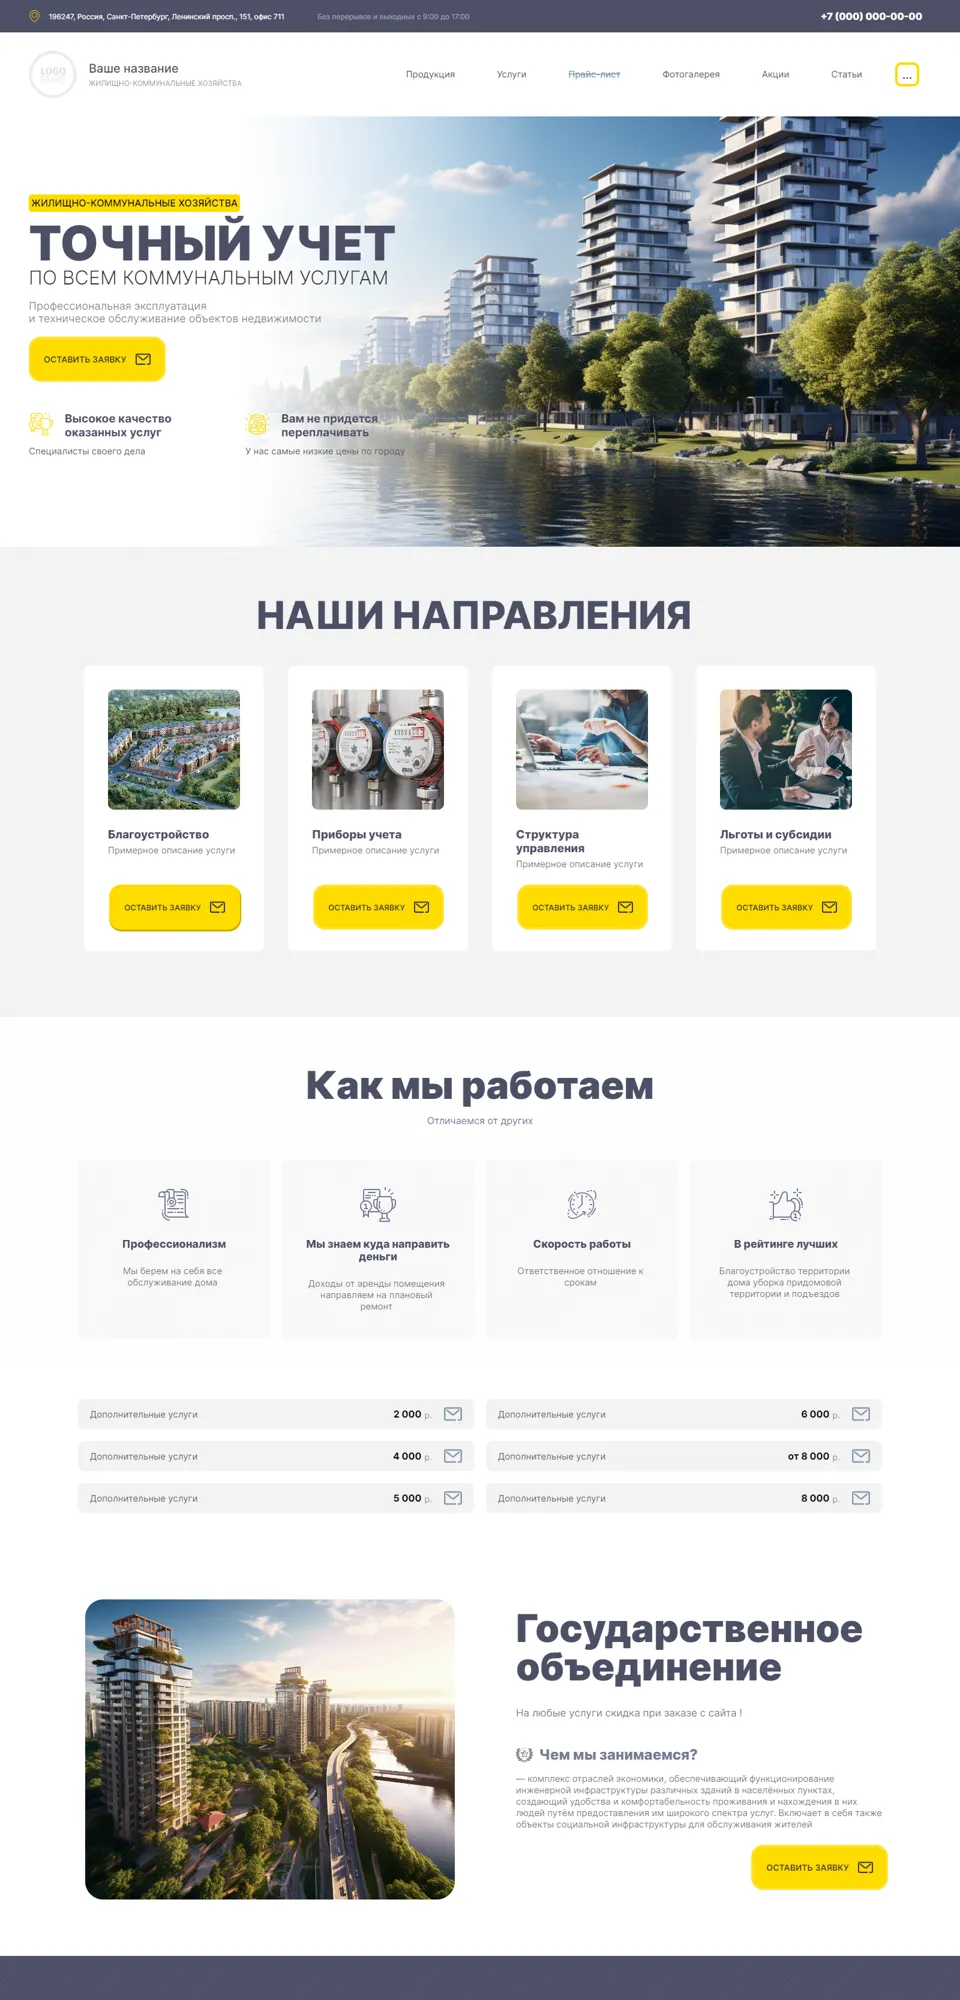 196247, Россия, Санкт-Петербург, Ленинский просп., 151, офис 711
Без перерывов и выходных с 9:00 до 17:00
+7 (000) 000-00-00
LOGO
Ваше название
ЖИЛИЩНО-КОММУНАЛЬНЫЕ ХОЗЯЙСТВА
Продукция
Услуги
Прайс-лист
Фотогалерея
Акции
Статьи
...
ЖИЛИЩНО-КОММУНАЛЬНЫЕ ХОЗЯЙСТВА
ТОЧНЫЙ УЧЕТ
ПО ВСЕМ КОММУНАЛЬНЫМ УСЛУГАМ
Профессиональная эксплуатация
и техническое обслуживание объектов недвижимости
ОСТАВИТЬ ЗАЯВКУ
Высокое качество
оказанных услуг
Специалисты своего дела
Вам не придется
переплачивать
У нас самые низкие цены по городу
НАШИ НАПРАВЛЕНИЯ
Благоустройство
Примерное описание услуги
ОСТАВИТЬ ЗАЯВКУ
Приборы учета
Примерное описание услуги
ОСТАВИТЬ ЗАЯВКУ
Структура
управления
Примерное описание услуги
ОСТАВИТЬ ЗАЯВКУ
Льготы и субсидии
Примерное описание услуги
ОСТАВИТЬ ЗАЯВКУ
Как мы работаем
Отличаемся от других
Профессионализм
Мы берем на себя все
обслуживание дома
Мы знаем куда направить
деньги
Доходы от аренды помещения
направляем на плановый
ремонт
Скорость работы
Ответственное отношение к
срокам
В рейтинге лучших
Благоустройство территории
дома уборка придомовой
территории и подъездов
Дополнительные услуги 2 000 р.
Дополнительные услуги 6 000 р.
Дополнительные услуги 4 000 р.
Дополнительные услуги от 8 000 р.
Дополнительные услуги 5 000 р.
Дополнительные услуги 8 000 р.
Государственное
объединение
На любые услуги скидка при заказе с сайта !
Чем мы занимаемся?
— комплекс отраслей экономики, обеспечивающий функционирование
инженерной инфраструктуры различных зданий в населённых пунктах,
создающий удобства и комфортабельность проживания и нахождения в них
людей путём предоставления им широкого спектра услуг. Включает в себя также
объекты социальной инфраструктуры для обслуживания жителей
ОСТАВИТЬ ЗАЯВКУ